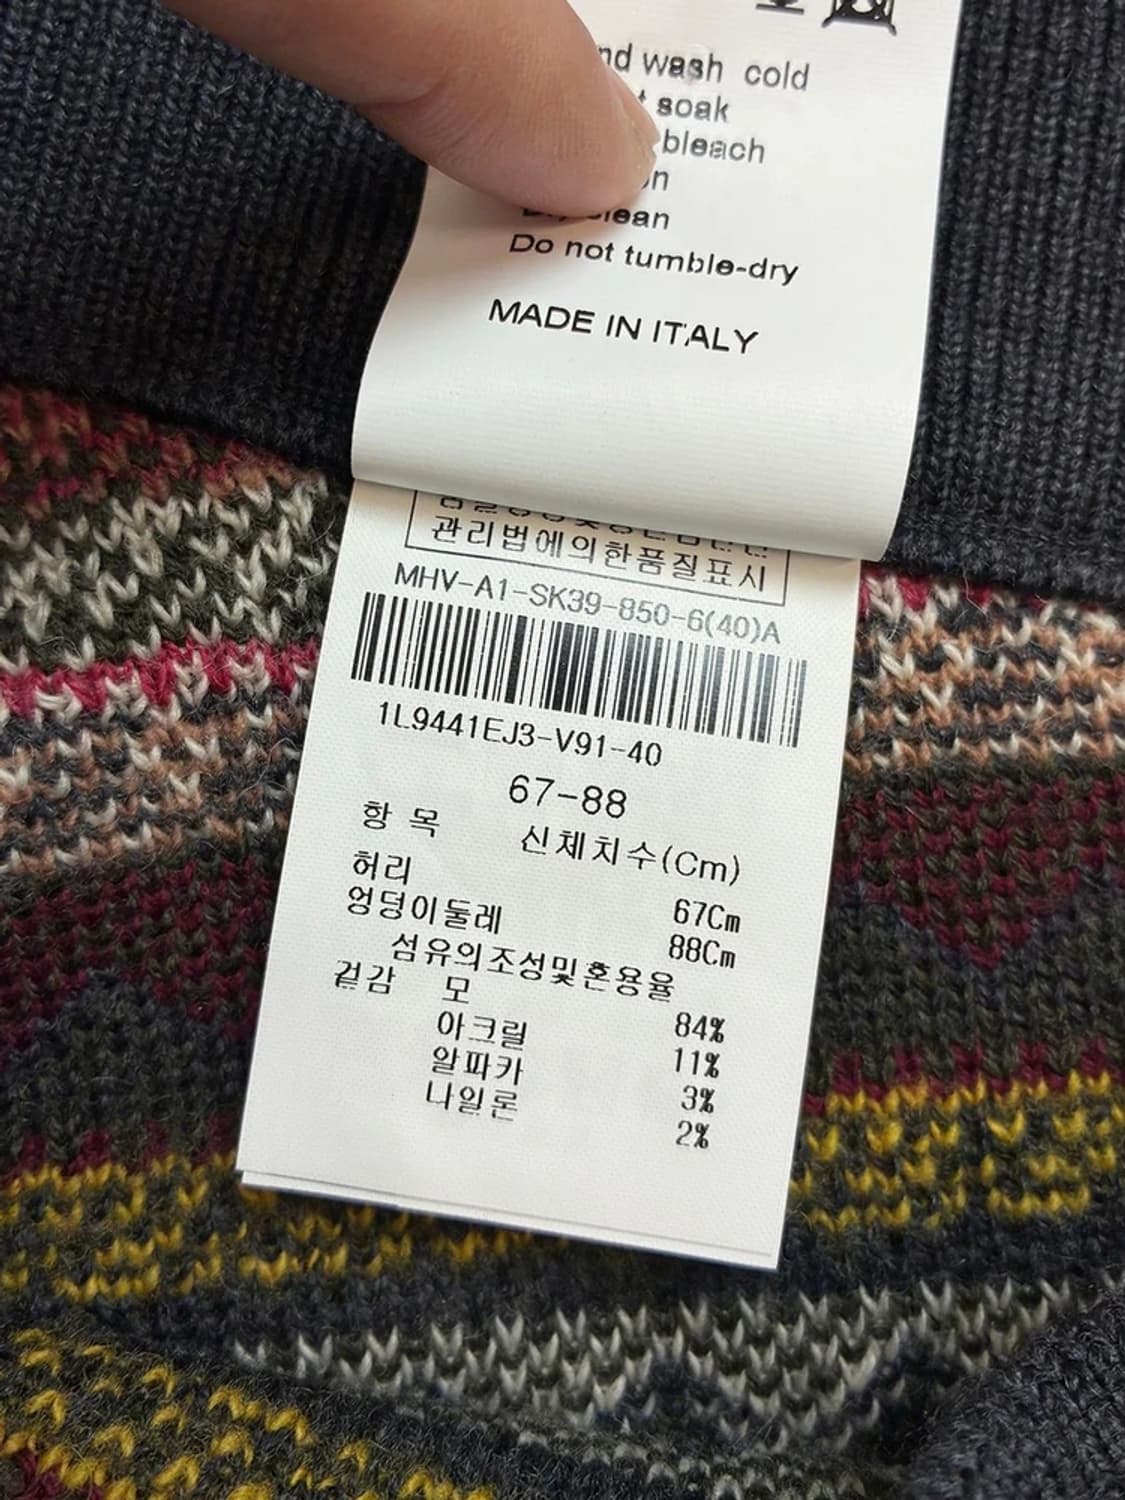 wash cold
soak
bleach
Do not tumble-dry
MADE IN ITALY
관리법에의한품질표시
MHV-A1-SK39-850-6(40)A
1L9441EJ3-V91-40
67-88
항 목 신체치수(Cm)
허리 67Cm
엉덩이둘레 88Cm
섬유의조성및혼용율
겉감 모 84%
아크릴 11%
알파카 3%
나일론 2%